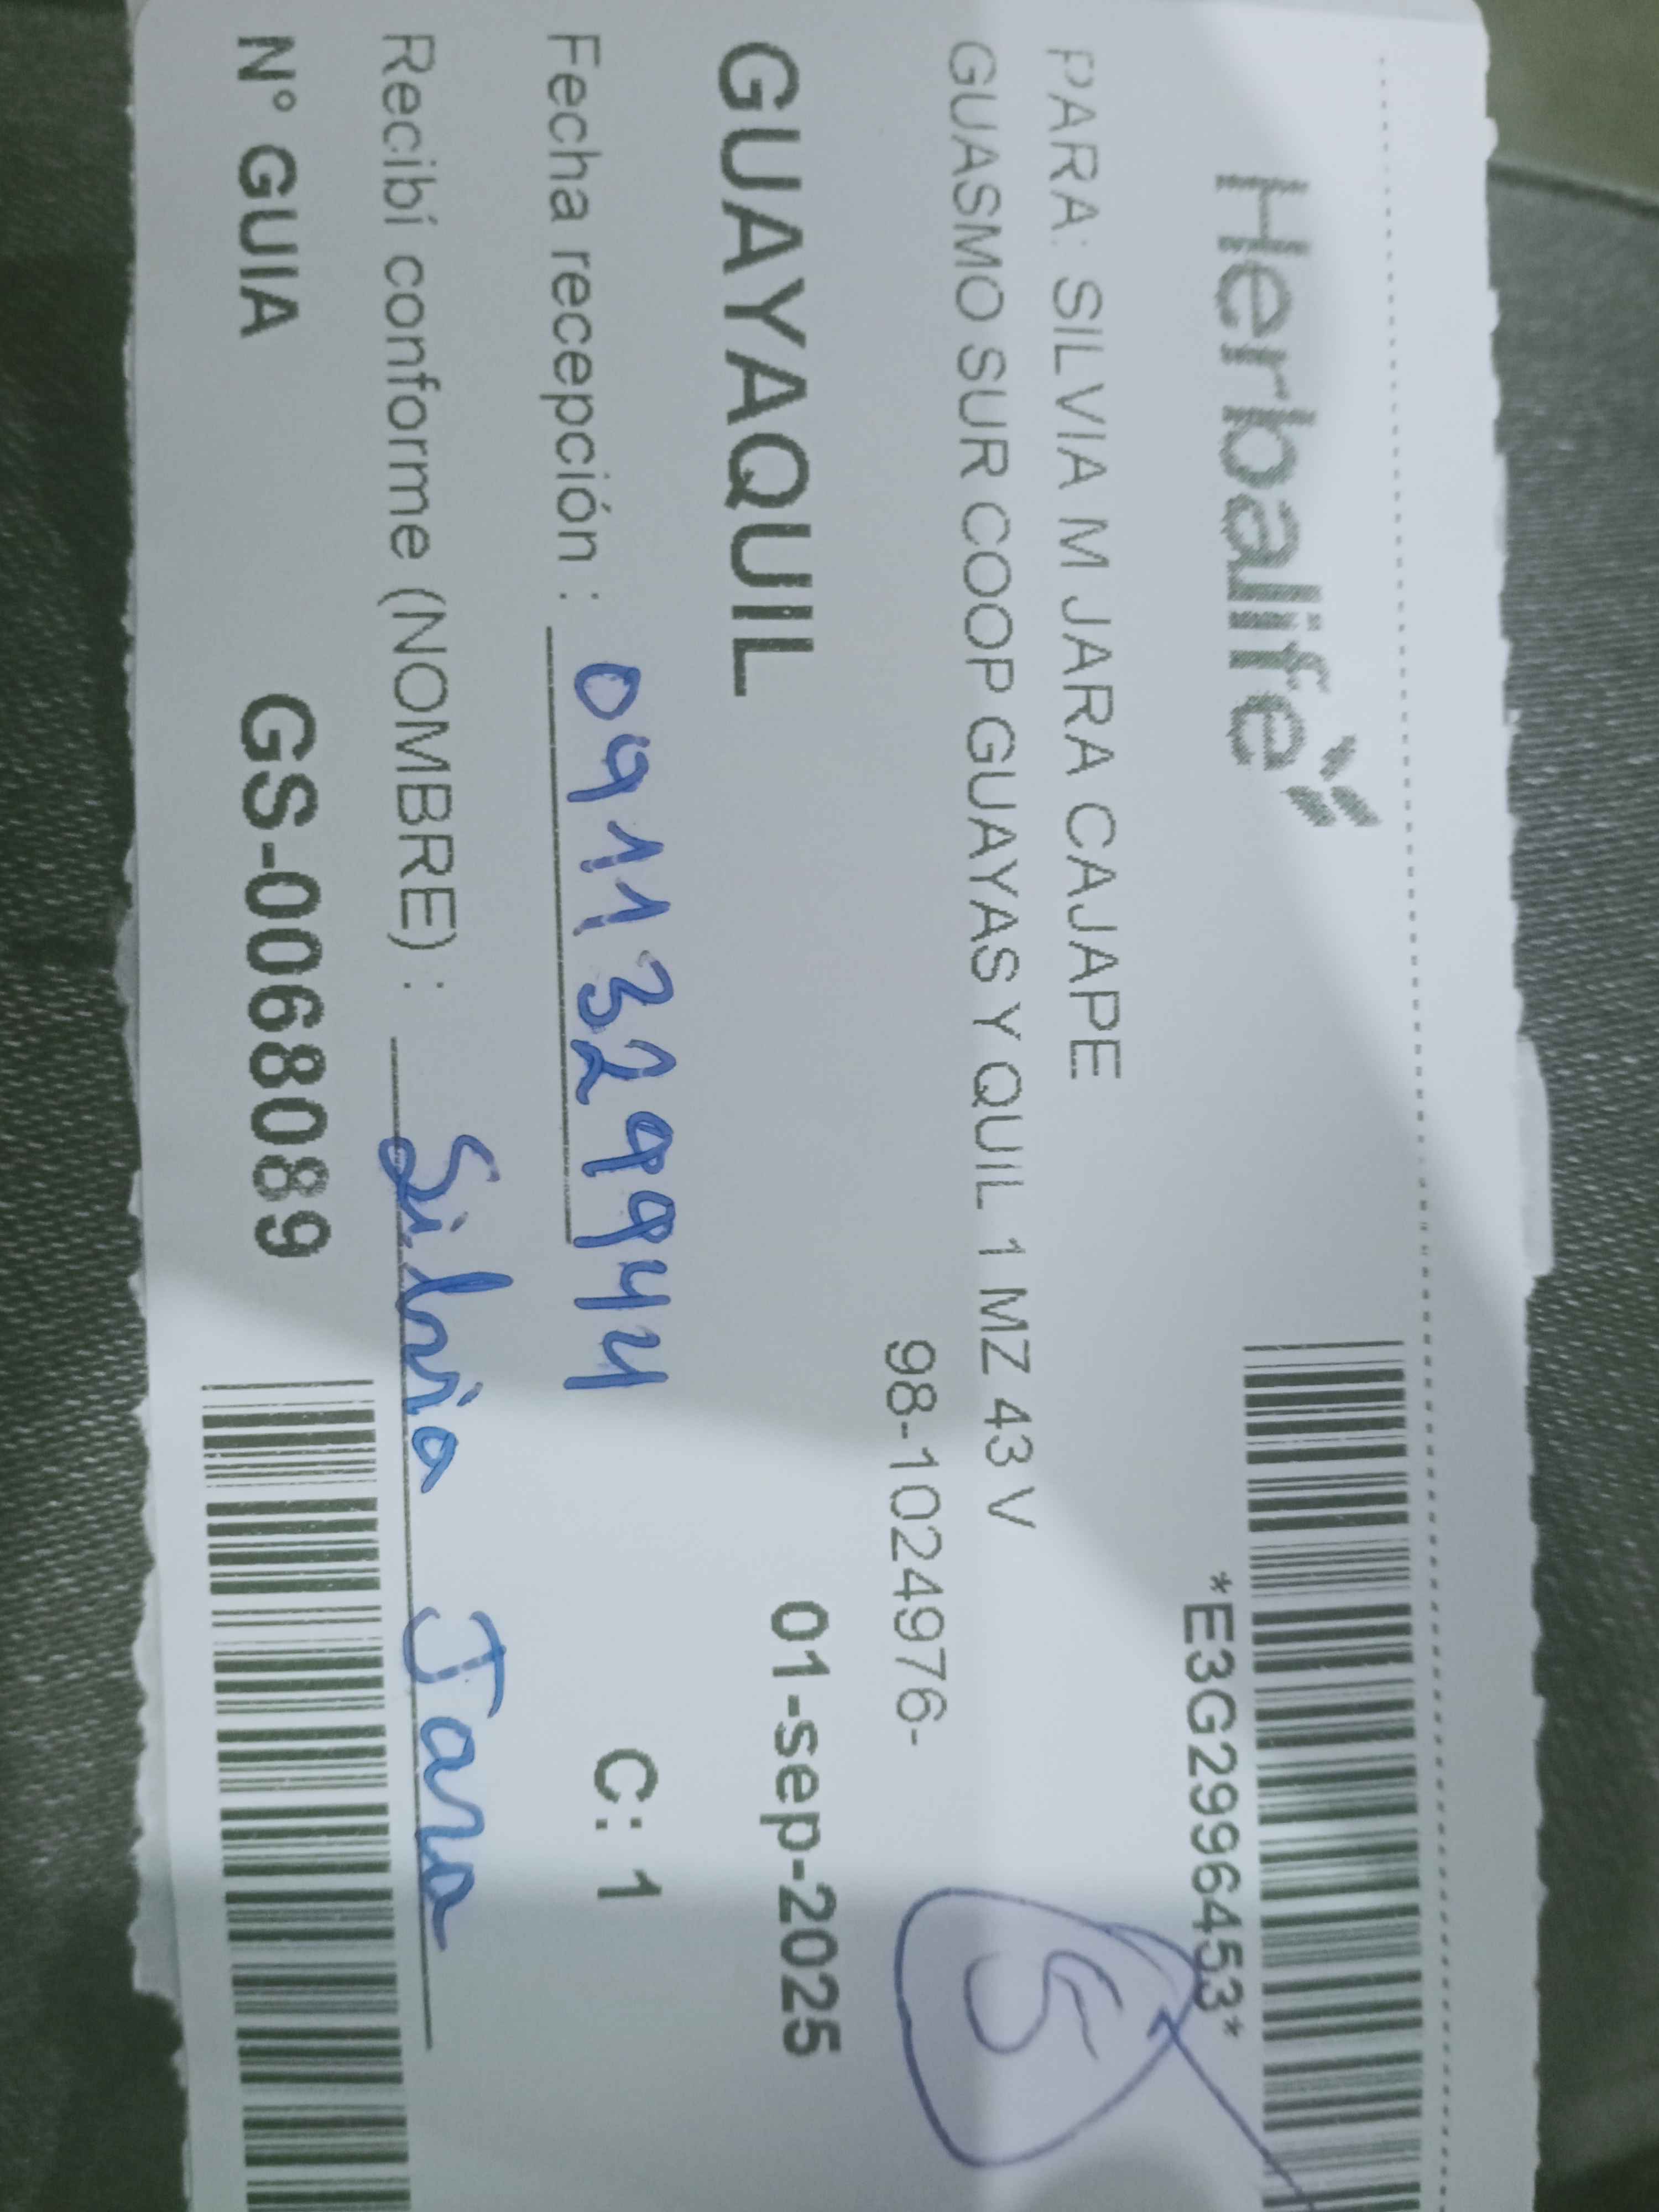 Herbalife
*E3G2996453*
PARA: SILVIA M JARA CAJAPE
GUASMO SUR COOP GUAYAS Y QUIL 1 MZ 43 V
98-1024976-
5
GUAYAQUIL 01-sep-2025
Fecha recepción : 0911329944 C: 1
Recibí conforme (NOMBRE) : Silvia Jara
N° GUIA GS-00680089